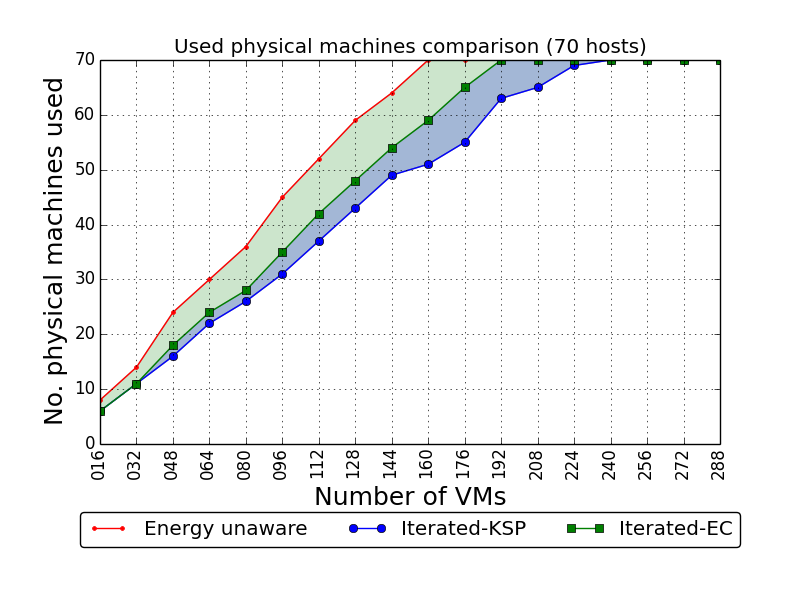 Used physical machines comparison (70 hosts)
No. physical machines used
70
60
50
40
30
20
10
0
016 032 048 064 080 096 112 128 144 160 176 192 208 224 240 256 272 288
Number of VMs
Energy unaware Iterated-KSP Iterated-EC